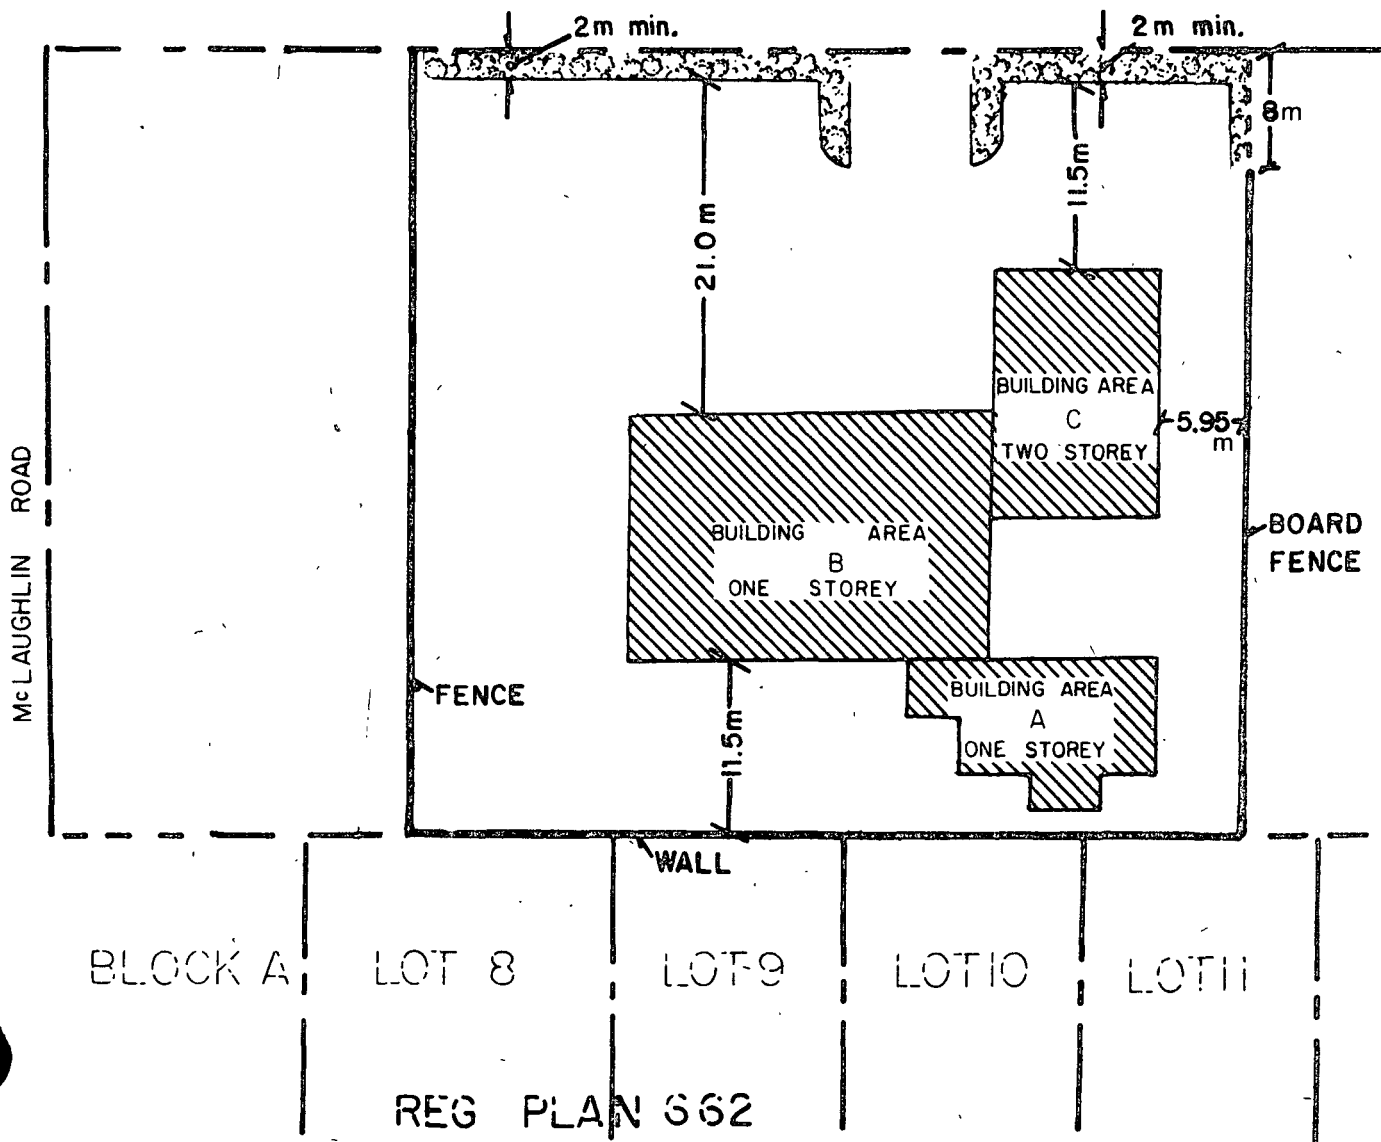 2m min.
2m min.
8m
11.5m
21.0m
BUILDING AREA
C
TWO STOREY
5.95
m
McLAUGHLIN ROAD
BUILDING AREA
B
ONE STOREY
BOARD
FENCE
FENCE
BUILDING AREA
A
ONE STOREY
11.5m
WALL
BLOCK A
LOT 8
LOT 9
LOT 10
LOT 11
REG PLAN 662